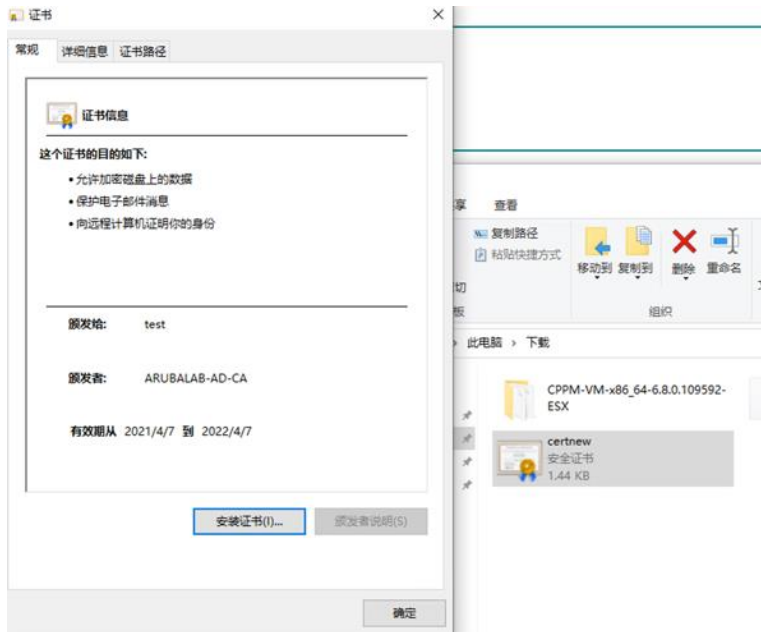 证书
常规 详细信息 证书路径
证书信息
这个证书的目的如下:
•允许加密磁盘上的数据
•保护电子邮件消息
•向远程计算机证明你的身份
颁发给: test
颁发者: ARUBALAB-AD-CA
有效期从 2021/4/7 到 2022/4/7
安装证书(I)... 颁发者说明(S)
确定
享 查看
复制路径
粘贴快捷方式
切
移动到 复制到 删除 重命名
板 组织
› 此电脑 › 下载
CPPM-VM-x86_64-6.8.0.109592-
ESX
certnew
安全证书
1.44 KB